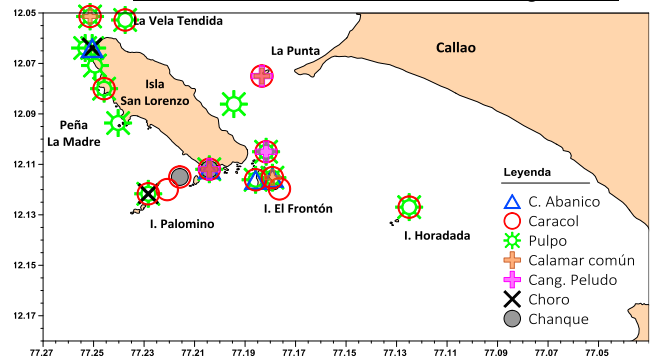 12.05
La Vela Tendida
La Punta
Callao
12.07
Isla
San Lorenzo
12.09
Peña
La Madre
12.11
Leyenda
C. Abanico
I. El Frontón
12.13
Caracol
I. Palomino
I. Horadada
Pulpo
12.15
Calamar común
Cang. Peludo
Choro
12.17
Chanque
77.27
77.25
77.23
77.21
77.19
77.17
77.15
77.13
77.11
77.09
77.07
77.05